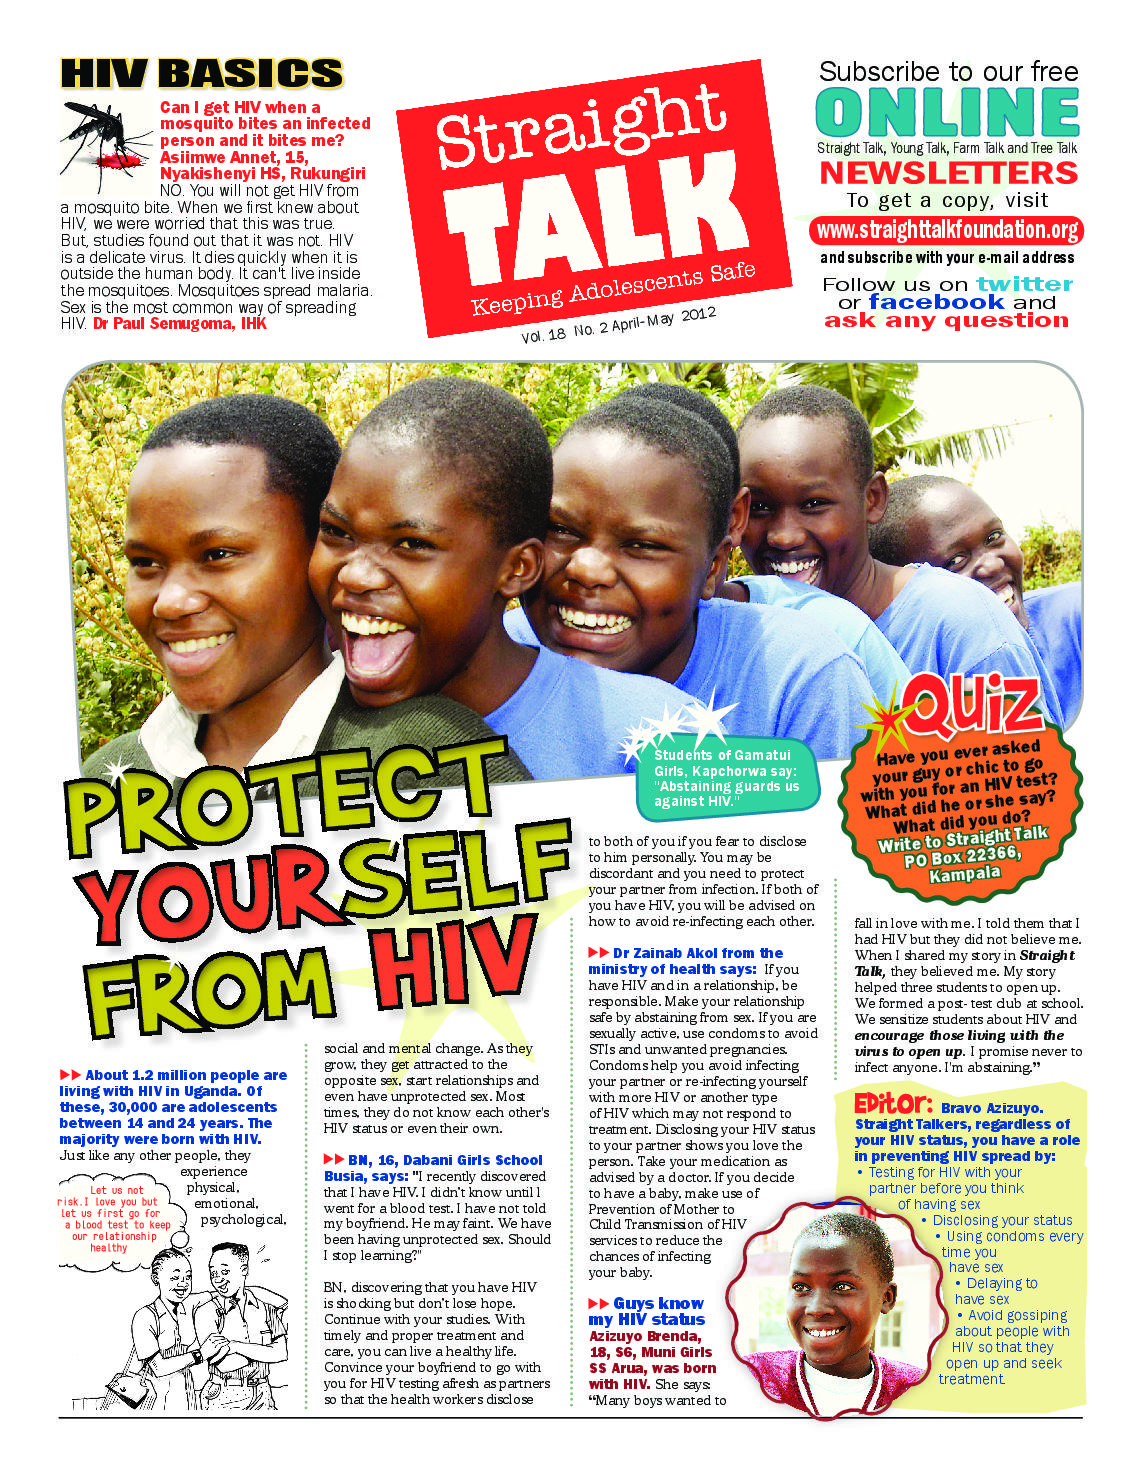 HIV BASICS
Can I get HIV when a
mosquito bites an infected
person and it bites me?
Asiimwe Annet, 15,
Nyakishenyi HS, Rukungiri
NO. You will not get HIV from
a mosquito bite. When we first knew about
HIV, we were worried that this was true.
But, studies found out that it was not. HIV
is a delicate virus. It dies quickly when it is
outside the human body. It can't live inside
the mosquitoes. Mosquitoes spread malaria.
Sex is the most common way of spreading
HIV. Dr Paul Semugoma, IHK
Straight
TALK
Keeping Adolescents Safe
Vol. 18 No. 2 April-May 2012
Subscribe to our free
ONLINE
Straight Talk, Young Talk, Farm Talk and Tree Talk
NEWSLETTERS
To get a copy, visit
www.straighttalkfoundation.org
and subscribe with your e-mail address
Follow us on twitter
or facebook and
ask any question
Students of Gamatui
Girls, Kapchorwa say:
"Abstaining guards us
against HIV."
Quiz
Have you ever asked
your guy or chic to go
with you for an HIV test?
What did he or she say?
What did you do?
Write to Straight Talk
PO Box 22366,
Kampala
PROTECT
YOURSELF
FROM HIV
About 1.2 million people are
living with HIV in Uganda. Of
these, 30,000 are adolescents
between 14 and 24 years. The
majority were born with HIV.
Just like any other people, they
experience
physical,
emotional,
psychological,
Let us not
risk.I love you but
let us first go for
a blood test to keep
our relationship
healthy
social and mental change. As they
grow, they get attracted to the
opposite sex, start relationships and
even have unprotected sex. Most
times, they do not know each other's
HIV status or even their own.
BN, 16, Dabani Girls School
Busia, says: "I recently discovered
that I have HIV. I didn't know until I
went for a blood test. I have not told
my boyfriend. He may faint. We have
been having unprotected sex. Should
I stop learning?"
BN, discovering that you have HIV
is shocking but don't lose hope.
Continue with your studies. With
timely and proper treatment and
care, you can live a healthy life.
Convince your boyfriend to go with
you for HIV testing afresh as partners
so that the health workers disclose
to both of you if you fear to disclose
to him personally. You may be
discordant and you need to protect
your partner from infection. If both of
you have HIV, you will be advised on
how to avoid re-infecting each other.
Dr Zainab Akol from the
ministry of health says: If you
have HIV and in a relationship, be
responsible. Make your relationship
safe by abstaining from sex. If you are
sexually active, use condoms to avoid
STIs and unwanted pregnancies.
Condoms help you avoid infecting
your partner or re-infecting yourself
with more HIV or another type
of HIV which may not respond to
treatment. Disclosing your HIV status
to your partner shows you love the
person. Take your medication as
advised by a doctor. If you decide
to have a baby, make use of
Prevention of Mother to
Child Transmission of HIV
services to reduce the
chances of infecting
your baby.
Guys know
my HIV status
Azizuyo Brenda,
18, S6, Muni Girls
SS Arua, was born
with HIV. She says:
"Many boys wanted to
fall in love with me. I told them that I
had HIV but they did not believe me.
When I shared my story in Straight
Talk, they believed me. My story
helped three students to open up.
We formed a post- test club at school.
We sensitize students about HIV and
encourage those living with the
virus to open up. I promise never to
infect anyone. I'm abstaining."
Editor: Bravo Azizuyo.
Straight Talkers, regardless of
your HIV status, you have a role
in preventing HIV spread by:
• Testing for HIV with your
partner before you think
of having sex
• Disclosing your status
• Using condoms every
time you
have sex
• Delaying to
have sex
• Avoid gossiping
about people with
HIV so that they
open up and seek
treatment.